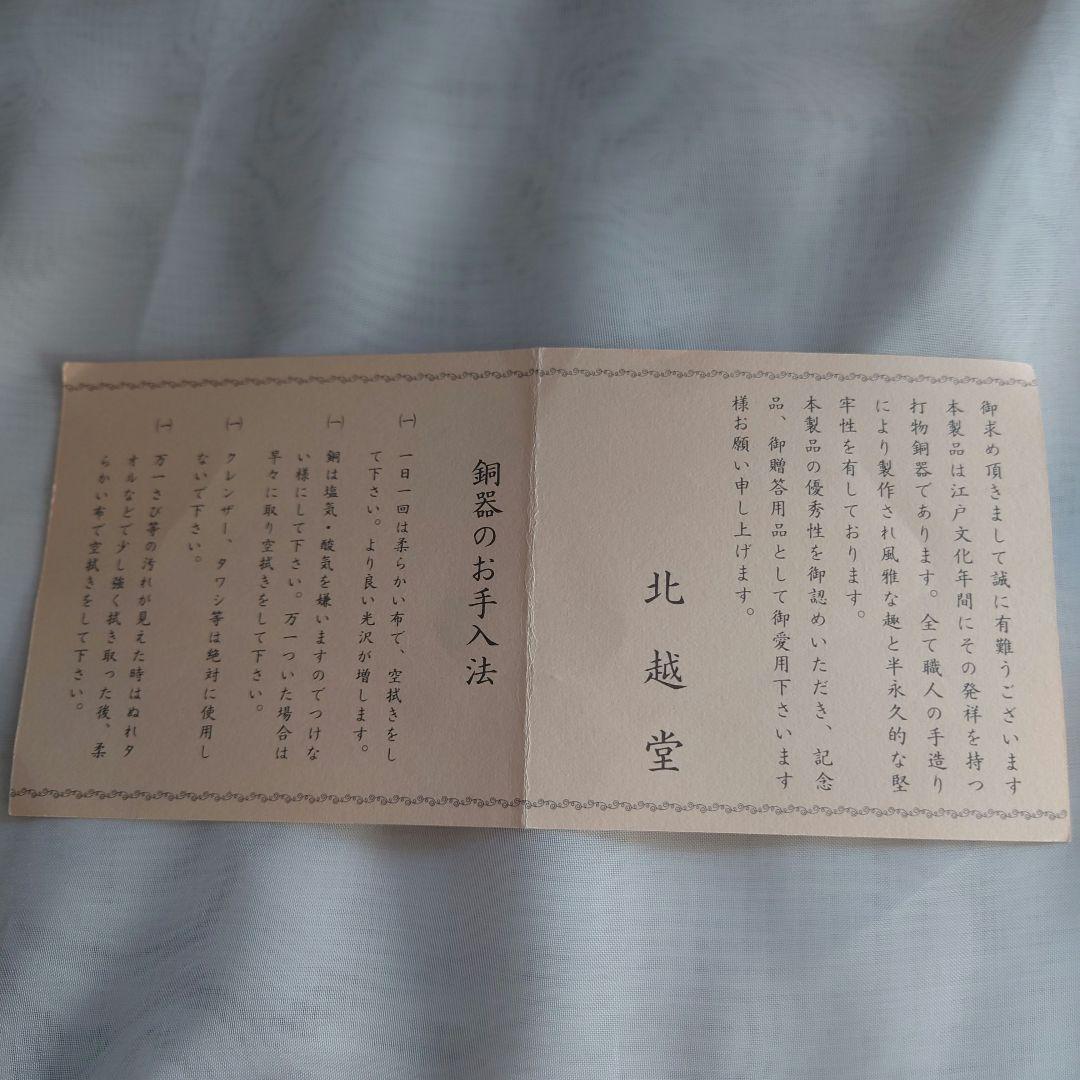 御求め頂きまして誠に有難うございます
本製品は江戸文化年間にその発祥を持つ
打物銅器であります。全て職人の手造り
により製作され風雅な趣と半永久的な堅
牢性を有しております。
本製品の優秀性を御認めいただき、記念
品、御贈答用品として御愛用下さいます
様お願い申し上げます。
北越堂
銅器のお手入法
㈠ 一日一回は柔らかい布で、空拭きをし
て下さい。より良い光沢が増します。
㈠ 銅は塩気・酸気を嫌いますのでつけな
い様にして下さい。万一ついた場合は
早々に取り空拭きをして下さい。
㈠ クレンザー、タワシ等は絶対に使用し
ないで下さい。
㈠ 万一さび等の汚れが見えた時はぬれタ
オルなどで少し強く拭き取った後、柔
らかい布で空拭きをして下さい。